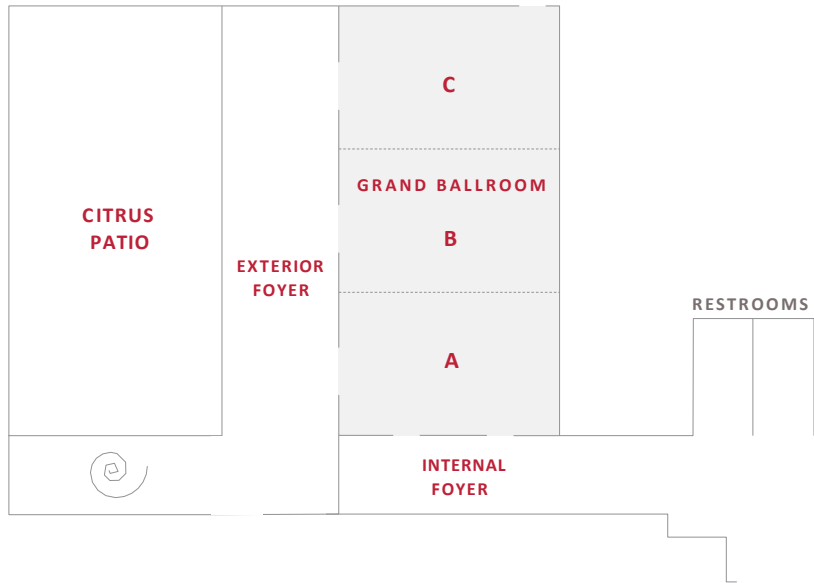 C
GRAND BALLROOM
CITRUS
PATIO
B
EXTERIOR
FOYER
RESTROOMS
A
INTERNAL
FOYER